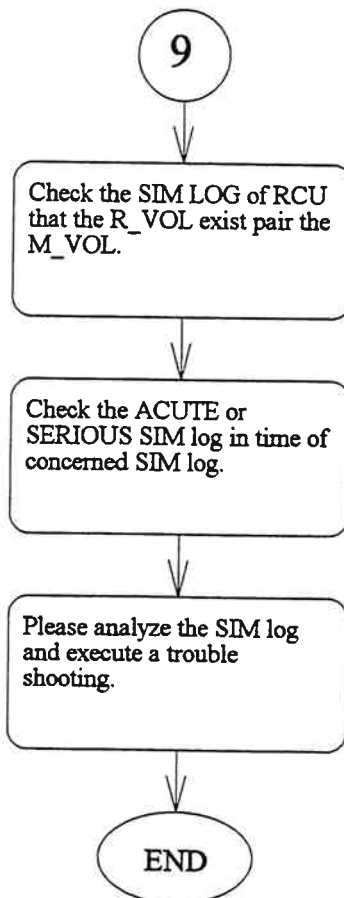 9
Check the SIM LOG of RCU
that the R_VOL exist pair the
M_VOL.
Check the ACUTE or
SERIOUS SIM log in time of
concerned SIM log.
Please analyze the SIM log
and execute a trouble
shooting.
END